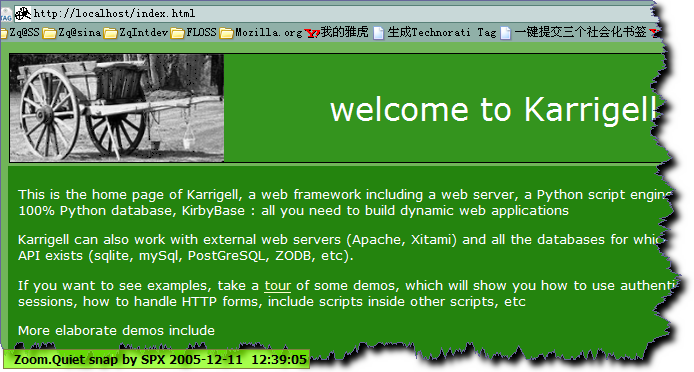 TAG http://localhost/index.html
Zq@SS Zq@sina ZqIntdev FLOSS Mozilla.org 我的雅虎 生成Technorati Tag 一键提交三个社会化书签
welcome to Karrigell
This is the home page of Karrigell, a web framework including a web server, a Python script engin
100% Python database, KirbyBase : all you need to build dynamic web applications
Karrigell can also work with external web servers (Apache, Xitami) and all the databases for whic
API exists (sqlite, mySql, PostGreSQL, ZODB, etc).
If you want to see examples, take a tour of some demos, which will show you how to use authenti
sessions, how to handle HTTP forms, include scripts inside other scripts, etc
More elaborate demos include
Zoom.Quiet snap by SPX 2005-12-11 12:39:05